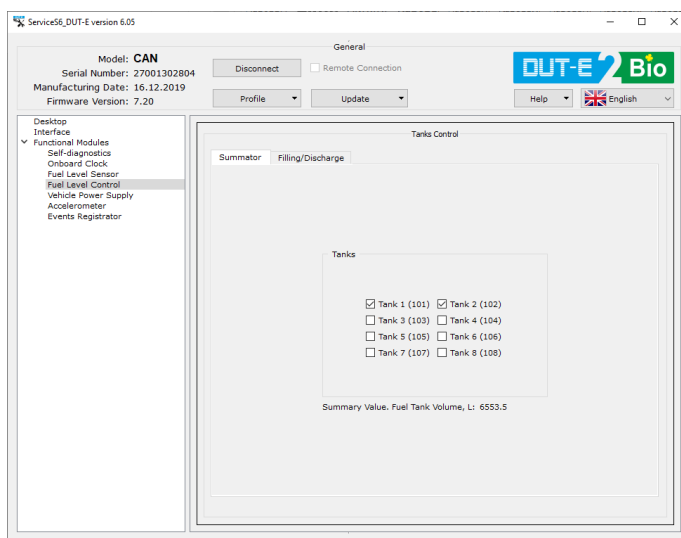 ServiceS6_DUT-E version 6.05
General
Model: CAN
Serial Number: 27001302804
Manufacturing Date: 16.12.2019
Firmware Version: 7.20
Disconnect
Remote Connection
Profile
Update
DUT-E 2 Bio
Help
English
Desktop
Interface
Functional Modules
Self-diagnostics
Onboard Clock
Fuel Level Sensor
Fuel Level Control
Vehicle Power Supply
Accelerometer
Events Registrator
Tanks Control
Summator
Filling/Discharge
Tanks
Tank 1 (101) Tank 2 (102)
Tank 3 (103) Tank 4 (104)
Tank 5 (105) Tank 6 (106)
Tank 7 (107) Tank 8 (108)
Summary Value. Fuel Tank Volume, L: 6553.5